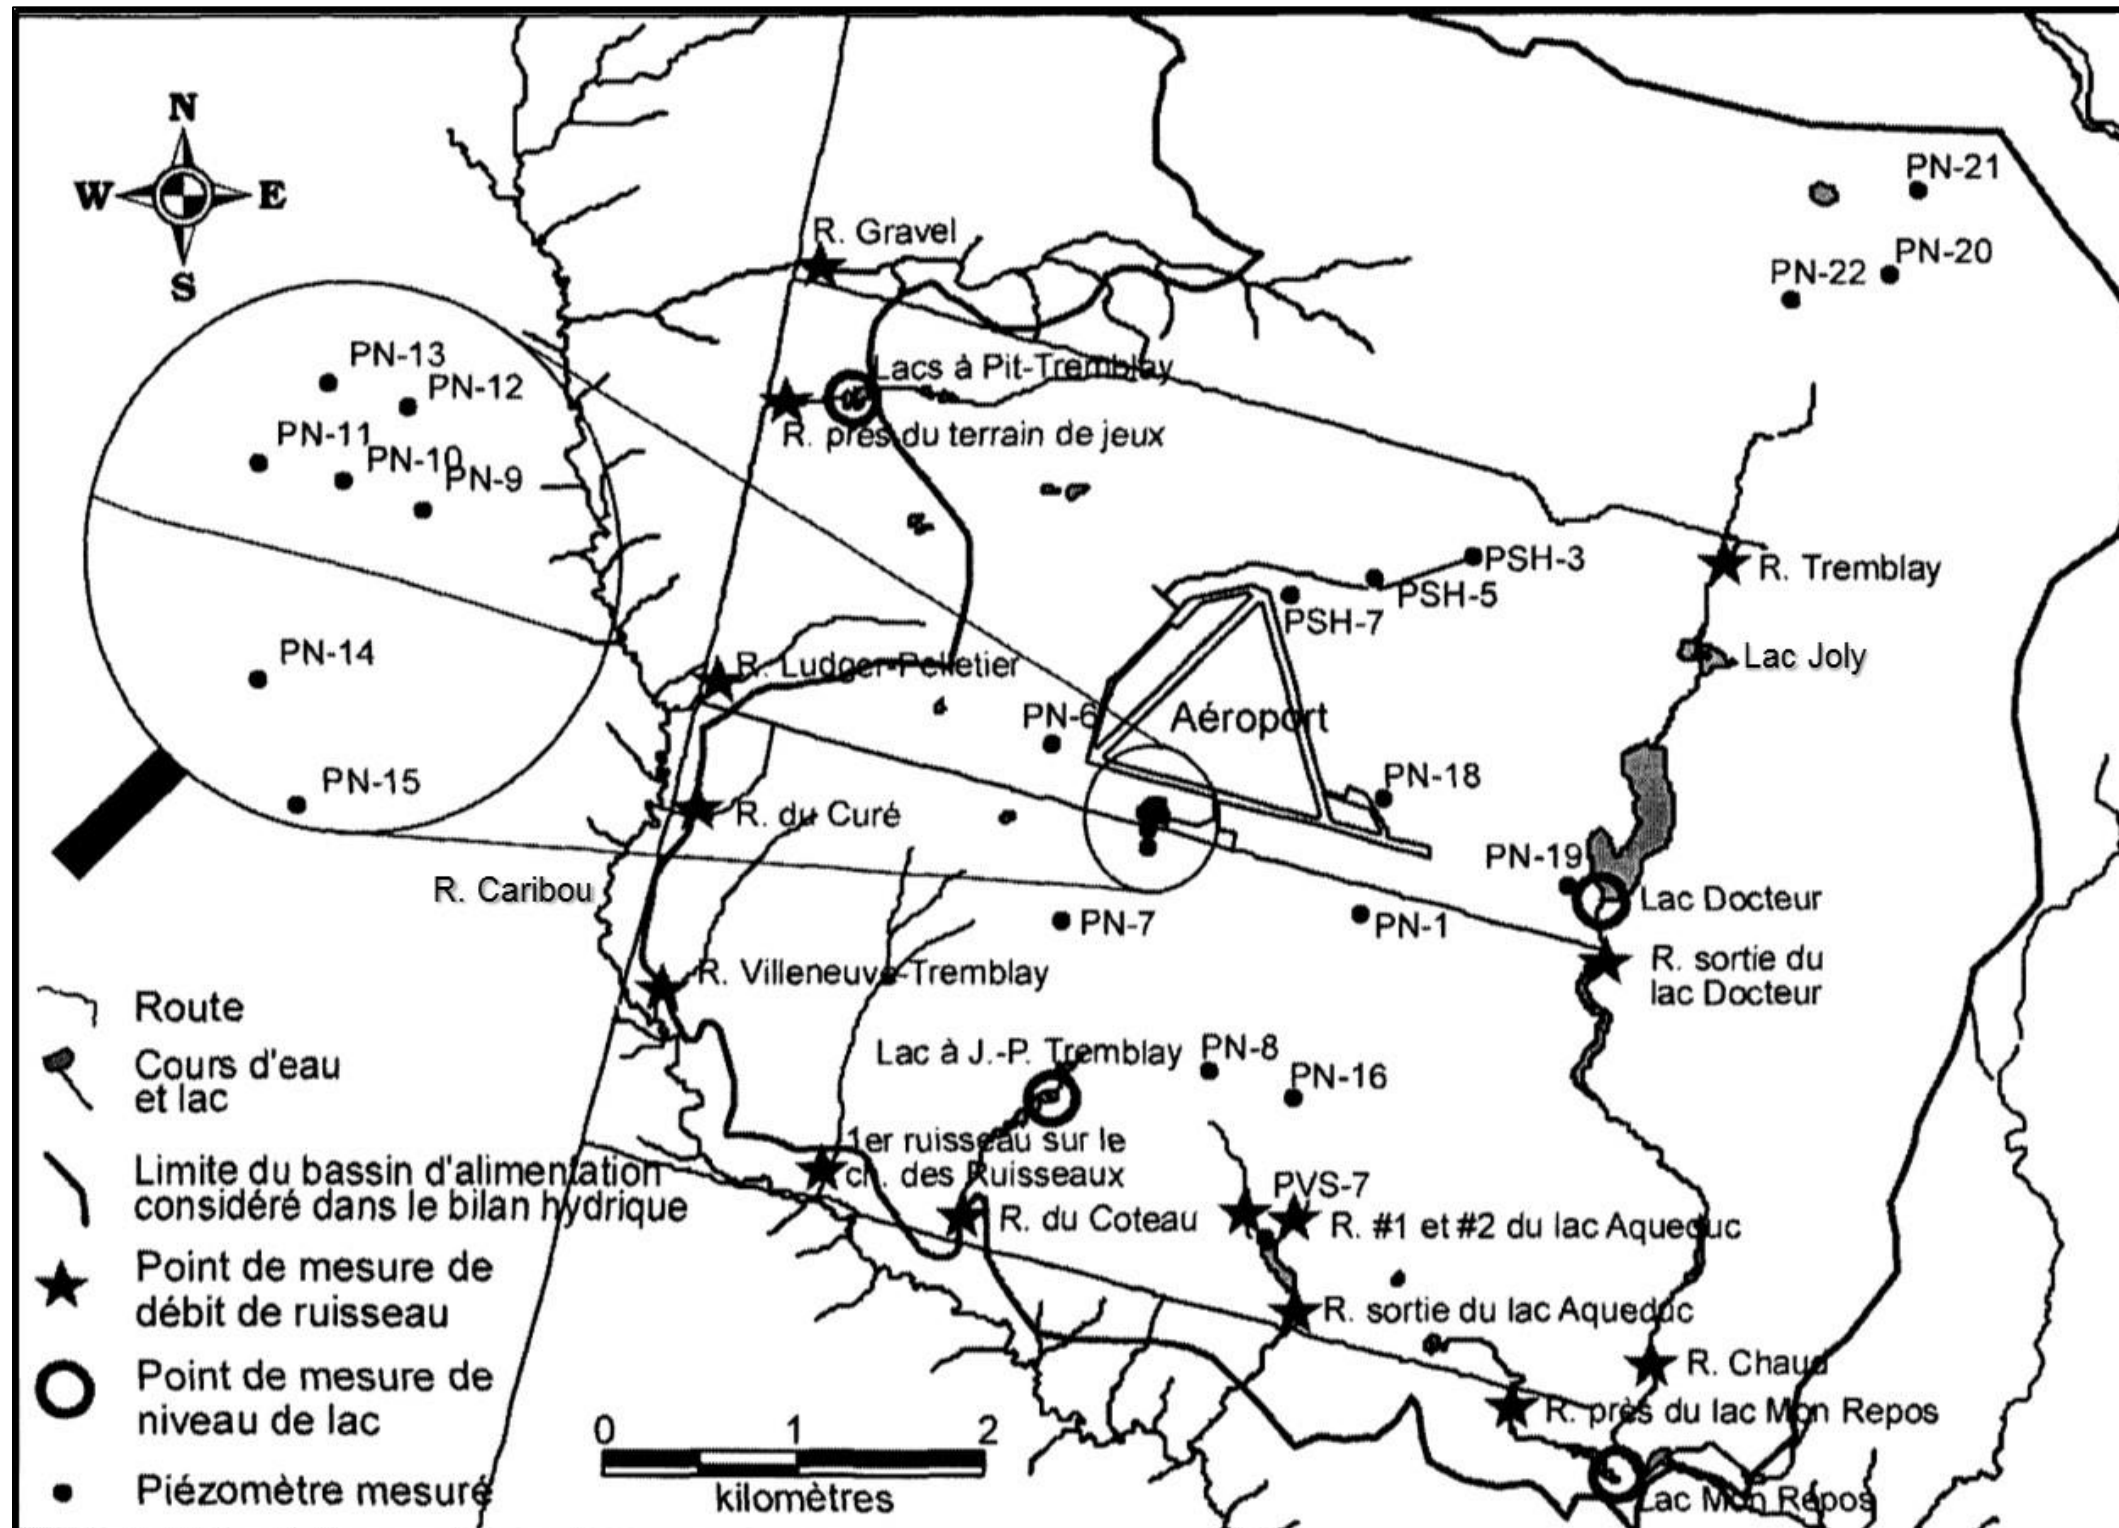 N
W
E
S
R. Gravel
PN-21
PN-20
PN-22
PN-13
PN-12
PN-11
PN-10
PN-9
PN-14
PN-15
Lacs à Pit-Tremblay
R. près du terrain de jeux
PSH-3
PSH-5
PSH-7
R. Tremblay
Lac Joly
R. Ludger-Pelletier
PN-6
Aéroport
PN-18
R. du Curé
PN-19
R. Caribou
Lac Docteur
PN-7
PN-1
R. Villeneuve-Tremblay
R. sortie du
lac Docteur
Lac à J.-P. Tremblay
PN-8
PN-16
1er ruisseau sur le
ch. des Ruisseaux
PVS-7
R. du Coteau
R. #1 et #2 du lac Aqueduc
R. sortie du lac Aqueduc
R. Chaud
R. près du lac Mon Repos
Lac Mon Repos
Route
Cours d'eau
et lac
Limite du bassin d'alimentation
considéré dans le bilan hydrique
Point de mesure de
débit de ruisseau
Point de mesure de
niveau de lac
Piézomètre mesuré
0 1 2
kilomètres